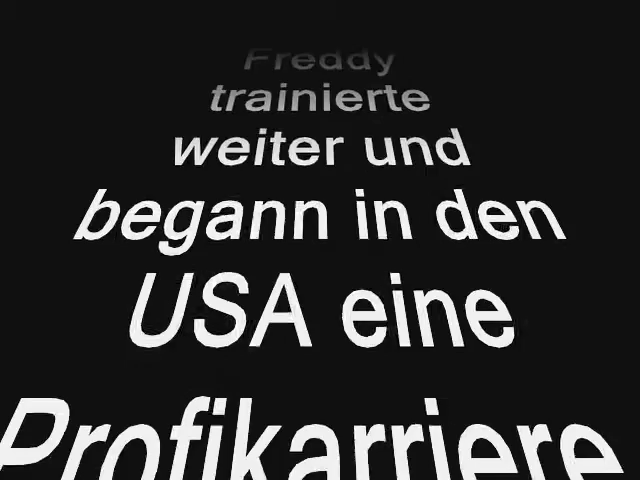 Freddy
trainierte
weiter und
begann in den
USA eine
Profikarriere